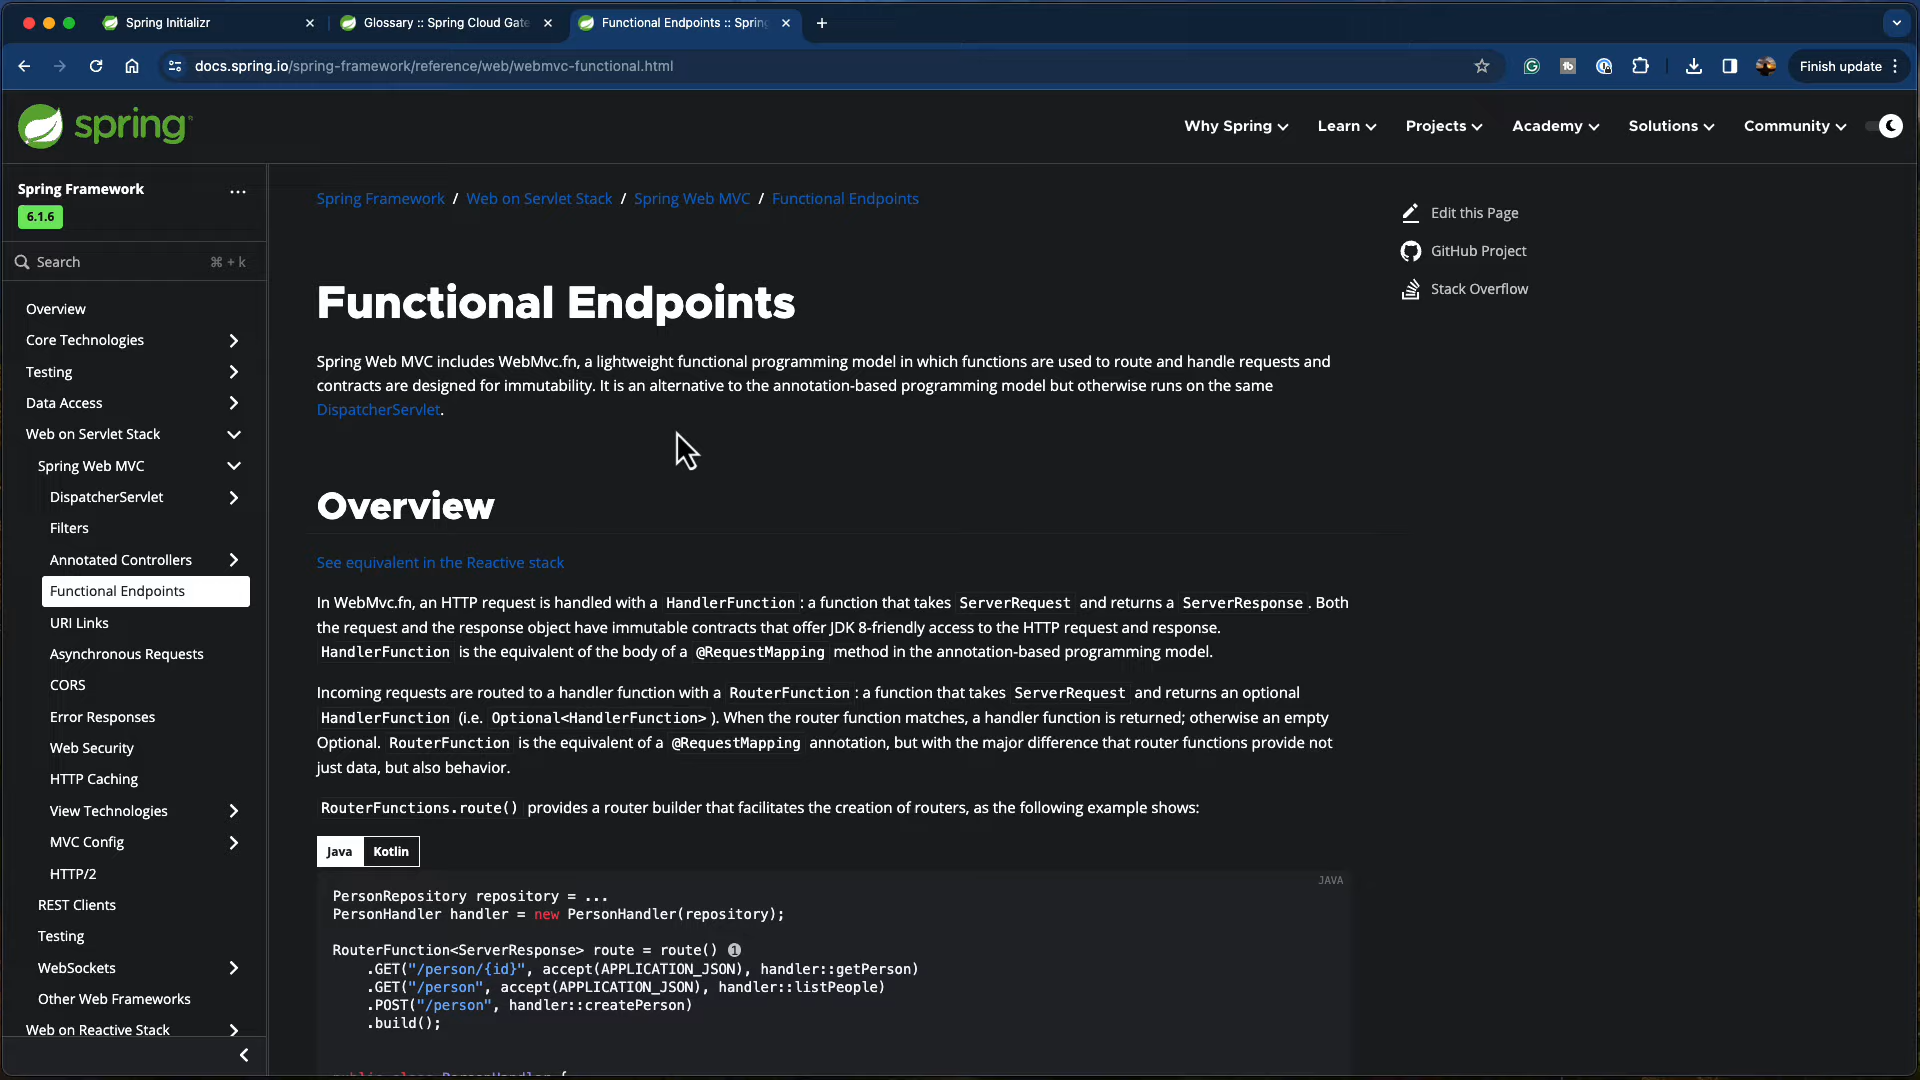 Spring Initializr
Glossary :: Spring Cloud Gate
Functional Endpoints :: Spring
docs.spring.io/spring-framework/reference/web/webmvc-functional.html
Finish update
spring
Why Spring
Learn
Projects
Academy
Solutions
Community
Spring Framework
6.1.6
Search
⌘ + k
Overview
Core Technologies
Testing
Data Access
Web on Servlet Stack
Spring Web MVC
DispatcherServlet
Filters
Annotated Controllers
Functional Endpoints
URI Links
Asynchronous Requests
CORS
Error Responses
Web Security
HTTP Caching
View Technologies
MVC Config
HTTP/2
REST Clients
Testing
WebSockets
Other Web Frameworks
Web on Reactive Stack
Spring Framework / Web on Servlet Stack / Spring Web MVC / Functional Endpoints
Edit this Page
GitHub Project
Stack Overflow
Functional Endpoints
Spring Web MVC includes WebMvc.fn, a lightweight functional programming model in which functions are used to route and handle requests and
contracts are designed for immutability. It is an alternative to the annotation-based programming model but otherwise runs on the same
DispatcherServlet.
Overview
See equivalent in the Reactive stack
In WebMvc.fn, an HTTP request is handled with a HandlerFunction : a function that takes ServerRequest and returns a ServerResponse . Both
the request and the response object have immutable contracts that offer JDK 8-friendly access to the HTTP request and response.
HandlerFunction is the equivalent of the body of a @RequestMapping method in the annotation-based programming model.
Incoming requests are routed to a handler function with a RouterFunction : a function that takes ServerRequest and returns an optional
HandlerFunction (i.e. Optional<HandlerFunction> ). When the router function matches, a handler function is returned; otherwise an empty
Optional. RouterFunction is the equivalent of a @RequestMapping annotation, but with the major difference that router functions provide not
just data, but also behavior.
RouterFunctions.route() provides a router builder that facilitates the creation of routers, as the following example shows:
Java
Kotlin
JAVA
PersonRepository repository = ...
PersonHandler handler = new PersonHandler(repository);
RouterFunction<ServerResponse> route = route() 1
.GET("/person/{id}", accept(APPLICATION_JSON), handler::getPerson)
.GET("/person", accept(APPLICATION_JSON), handler::listPeople)
.POST("/person", handler::createPerson)
.build();
public class PersonHandler {